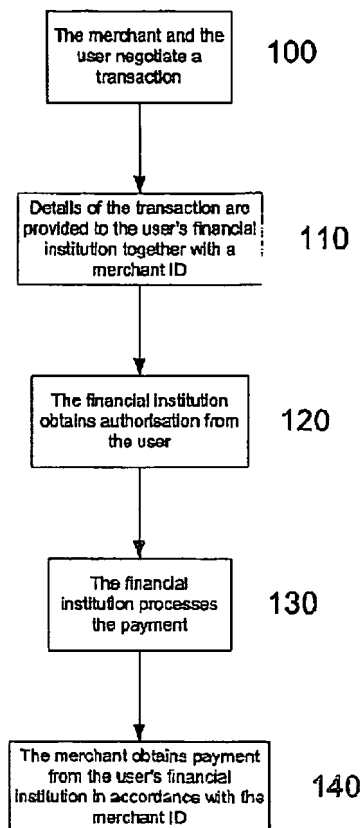 The merchant and the
user negotiate a
transaction
100
Details of the transaction are
provided to the user's financial
institution together with a
merchant ID
110
The financial institution
obtains authorisation from
the user
120
The financial
institution processes
the payment
130
The merchant obtains payment
from the user's financial
institution in accordance with the
merchant ID
140